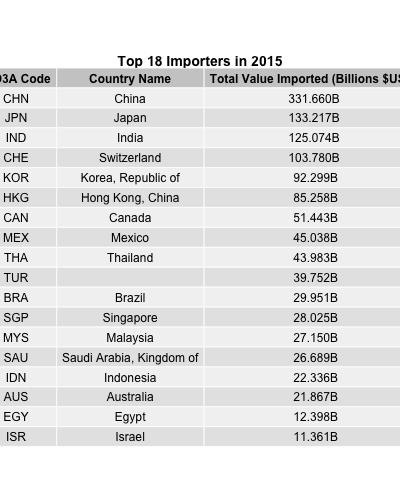 Top 18 Importers in 2015
Code Country Name Total Value Imported (Billions
CHN China 331.660B
JPN Japan 133.217B
IND India 125.074B
CHE Switzerland 103.780B
KOR Korea, Republic of 92.299B
HKG Hong Kong, China 85.258B
CAN Canada 51.443B
MEX Mexico 45.038B
THA Thailand 43.983B
TUR 39.752B
BRA Brazil 29.951B
SGP Singapore 28.025B
MYS Malaysia 27.150B
SAU Saudi Arabia, Kingdom of 26.689B
IDN Indonesia 22.336B
AUS Australia 21.867B
EGY Egypt 12.398B
ISR Israel 11.361B